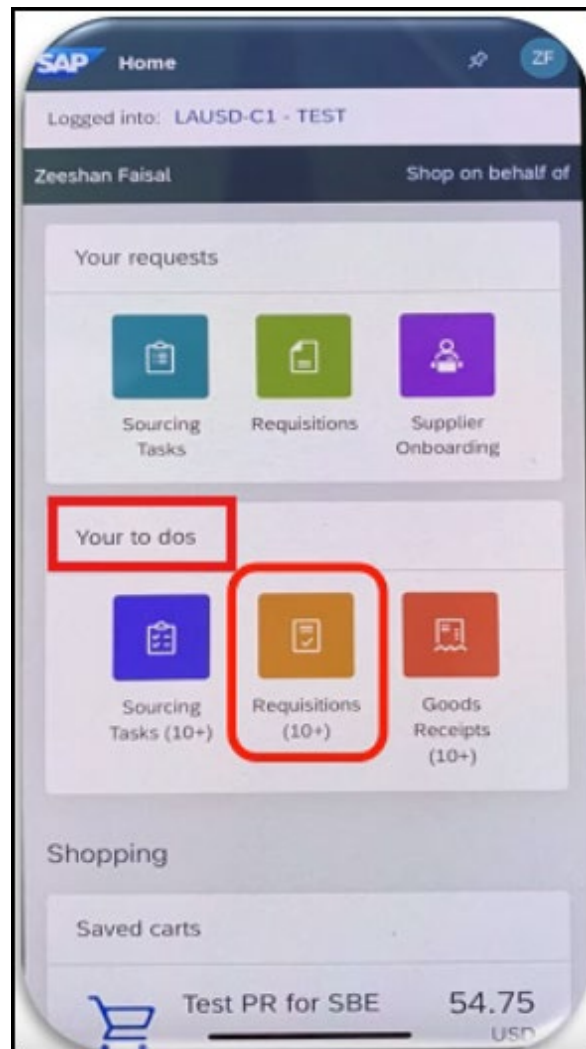 SAP Home ZF
Logged into: LAUSD-C1 - TEST
Zeeshan Faisal Shop on behalf of
Your requests
Sourcing
Tasks
Requisitions
Supplier
Onboarding
Your to dos
Sourcing
Tasks (10+)
Requisitions
(10+)
Goods
Receipts
(10+)
Shopping
Saved carts
Test PR for SBE 54.75
USD